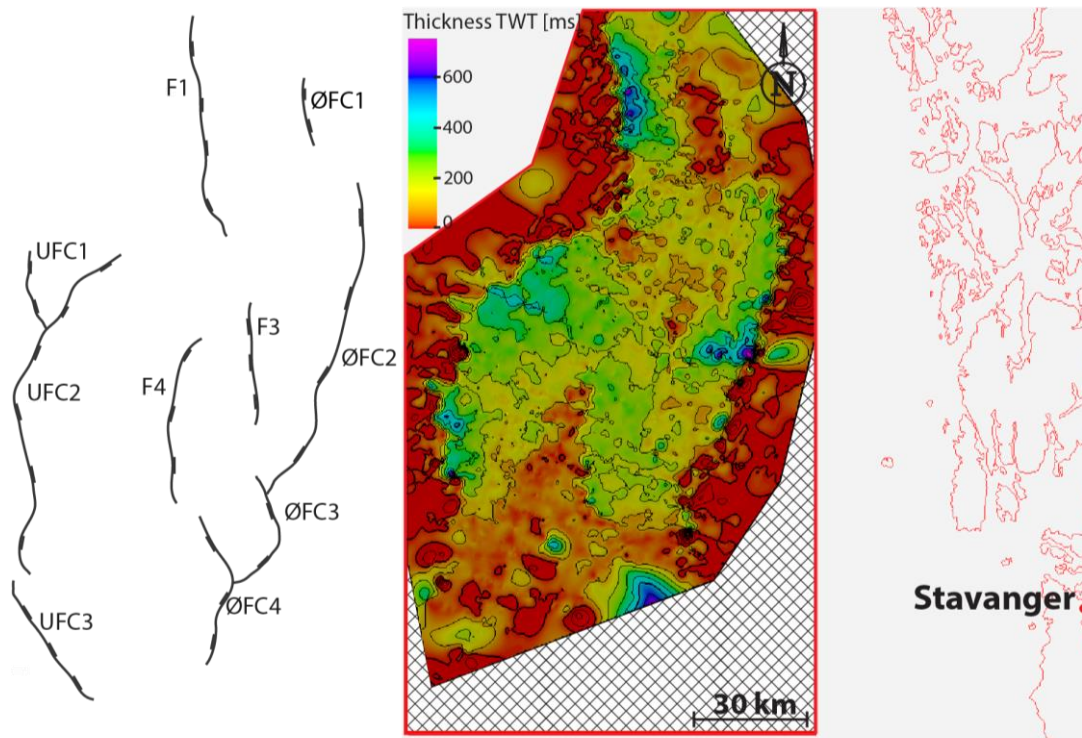 Thickness TWT [ms]
600
400
200
0
N
F1
ØFC1
UFC1
F3
ØFC2
F4
UFC2
ØFC3
ØFC4
UFC3
Stavanger
30 km